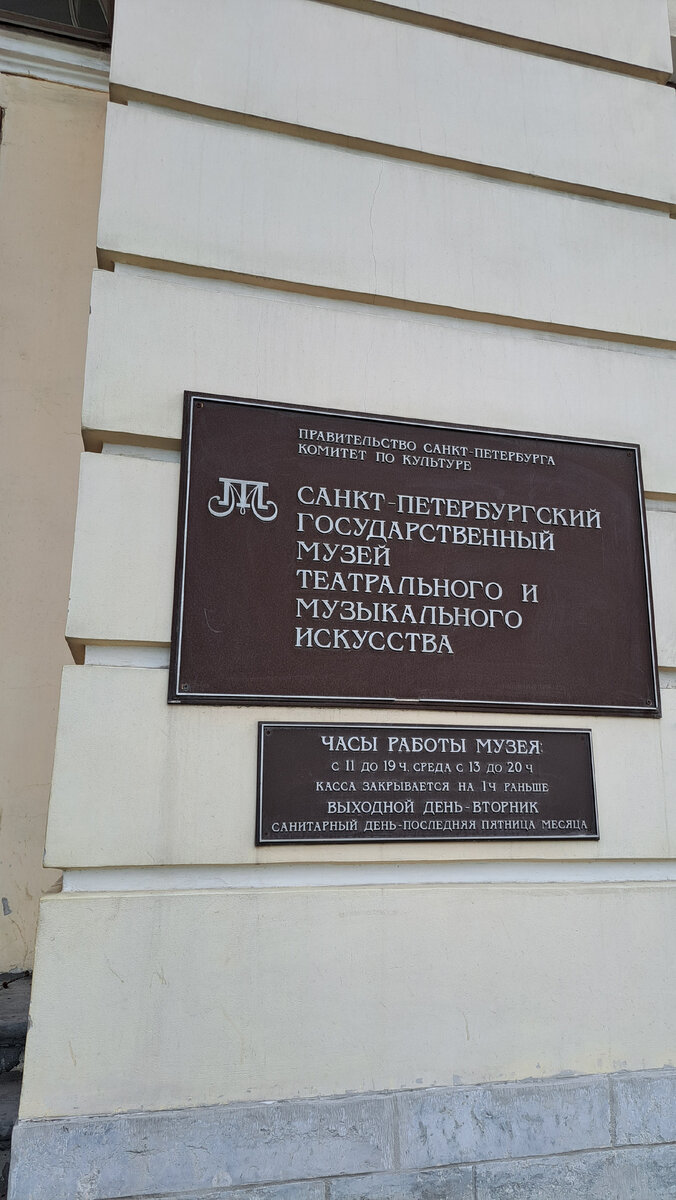 ПРАВИТЕЛЬСТВО САНКТ-ПЕТЕРБУРГА
КОМИТЕТ ПО КУЛЬТУРЕ
САНКТ-ПЕТЕРБУРГСКИЙ
ГОСУДАРСТВЕННЫЙ
МУЗЕЙ
ТЕАТРАЛЬНОГО И
МУЗЫКАЛЬНОГО
ИСКУССТВА
ЧАСЫ РАБОТЫ МУЗЕЯ:
С 11 ДО 19 Ч, СРЕДА С 13 ДО 20 Ч
КАССА ЗАКРЫВАЕТСЯ НА 1 Ч РАНЬШЕ
ВЫХОДНОЙ ДЕНЬ-ВТОРНИК
САНИТАРНЫЙ ДЕНЬ-ПОСЛЕДНЯЯ ПЯТНИЦА МЕСЯЦА